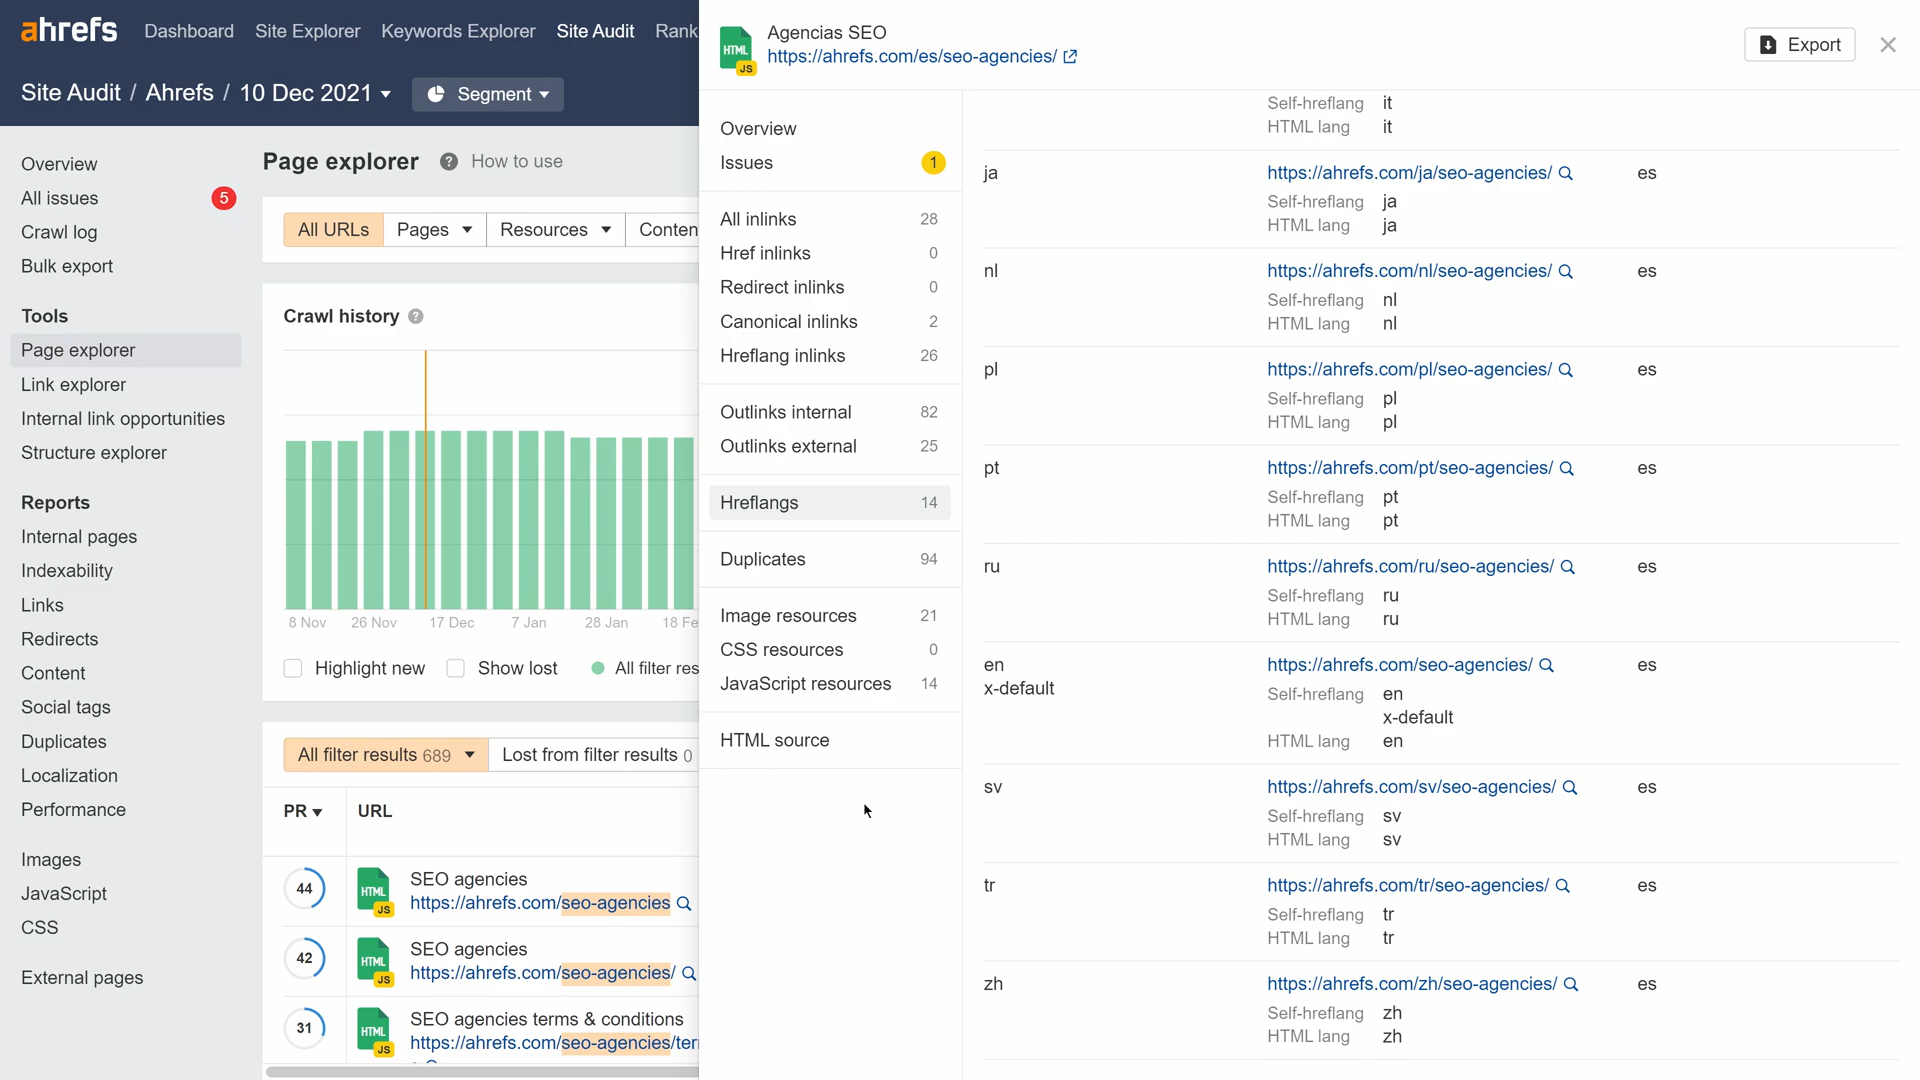 ahrefs
Dashboard
Site Explorer
Keywords Explorer
Site Audit
Rank
Site Audit / Ahrefs / 10 Dec 2021
Segment
Overview
All issues 5
Crawl log
Bulk export
Tools
Page explorer
Link explorer
Internal link opportunities
Structure explorer
Reports
Internal pages
Indexability
Links
Redirects
Content
Social tags
Duplicates
Localization
Performance
Images
JavaScript
CSS
External pages
Page explorer ? How to use
All URLs
Pages
Resources
Conten
Crawl history ?
8 Nov 26 Nov 17 Dec 7 Jan 28 Jan 18 Fe
Highlight new
Show lost
All filter res
All filter results 689
Lost from filter results 0
PR
URL
44
HTML
JS
SEO agencies
https://ahrefs.com/seo-agencies
42
HTML
JS
SEO agencies
https://ahrefs.com/seo-agencies/
31
HTML
JS
SEO agencies terms & conditions
https://ahrefs.com/seo-agencies/ter
HTML
JS
Agencias SEO
https://ahrefs.com/es/seo-agencies/
Export
Overview
Issues 1
All inlinks 28
Href inlinks 0
Redirect inlinks 0
Canonical inlinks 2
Hreflang inlinks 26
Outlinks internal 82
Outlinks external 25
Hreflangs 14
Duplicates 94
Image resources 21
CSS resources 0
JavaScript resources 14
HTML source
Self-hreflang it
HTML lang it
ja https://ahrefs.com/ja/seo-agencies/ es
Self-hreflang ja
HTML lang ja
nl https://ahrefs.com/nl/seo-agencies/ es
Self-hreflang nl
HTML lang nl
pl https://ahrefs.com/pl/seo-agencies/ es
Self-hreflang pl
HTML lang pl
pt https://ahrefs.com/pt/seo-agencies/ es
Self-hreflang pt
HTML lang pt
ru https://ahrefs.com/ru/seo-agencies/ es
Self-hreflang ru
HTML lang ru
en https://ahrefs.com/seo-agencies/ es
x-default
Self-hreflang en
x-default
HTML lang en
sv https://ahrefs.com/sv/seo-agencies/ es
Self-hreflang sv
HTML lang sv
tr https://ahrefs.com/tr/seo-agencies/ es
Self-hreflang tr
HTML lang tr
zh https://ahrefs.com/zh/seo-agencies/ es
Self-hreflang zh
HTML lang zh